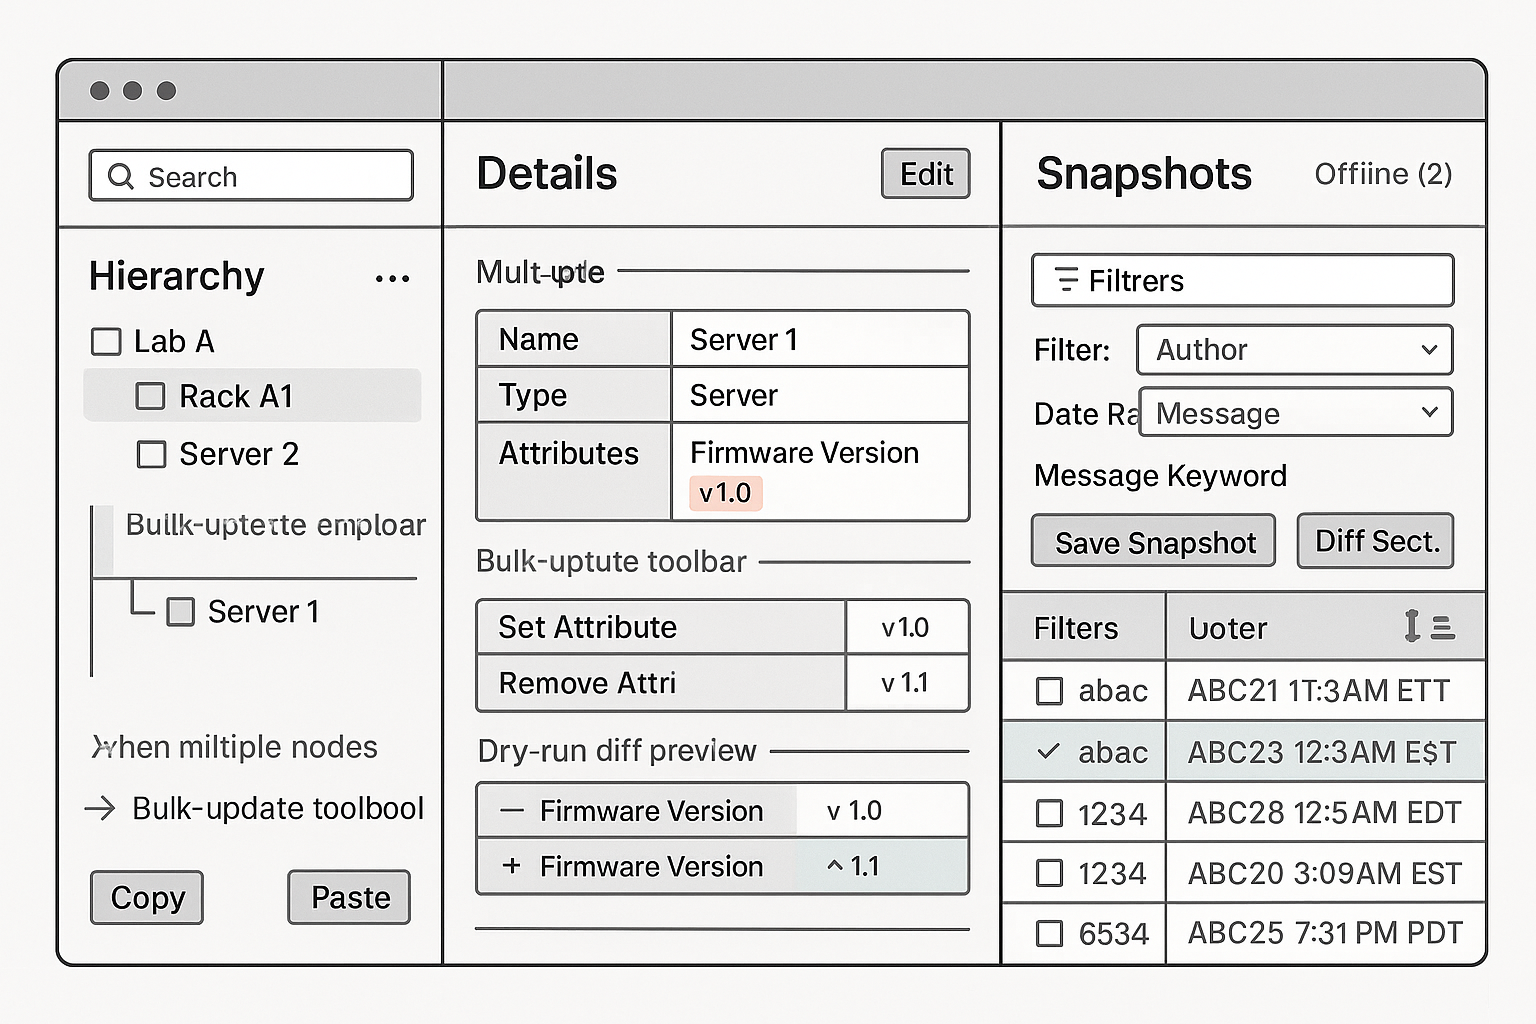 Search
Hierarchy ...
Lab A
Rack A1
Server 2
Bullk-uptette emploar
Server 1
When miltiple nodes
→ Bulk-update toolbool
Copy
Paste
Details
Edit
Mult-upte
Name Server 1
Type Server
Attributes Firmware Version
v1.0
Bulk-uptute toolbar
Set Attribute v1.0
Remove Attri v 1.1
Dry-run diff preview
— Firmware Version v 1.0
+ Firmware Version ^ 1.1
Snapshots
Offiine (2)
Filtrers
Filter: Author
Date Ra Message
Message Keyword
Save Snapshot
Diff Sect.
Filters Uoter
abac ABC21 1T:3AM ETT
abac ABC23 12:3AM E$T
1234 ABC28 12:5AM EDT
1234 ABC20 3:09AM EST
6534 ABC25 7:31 PM PDT